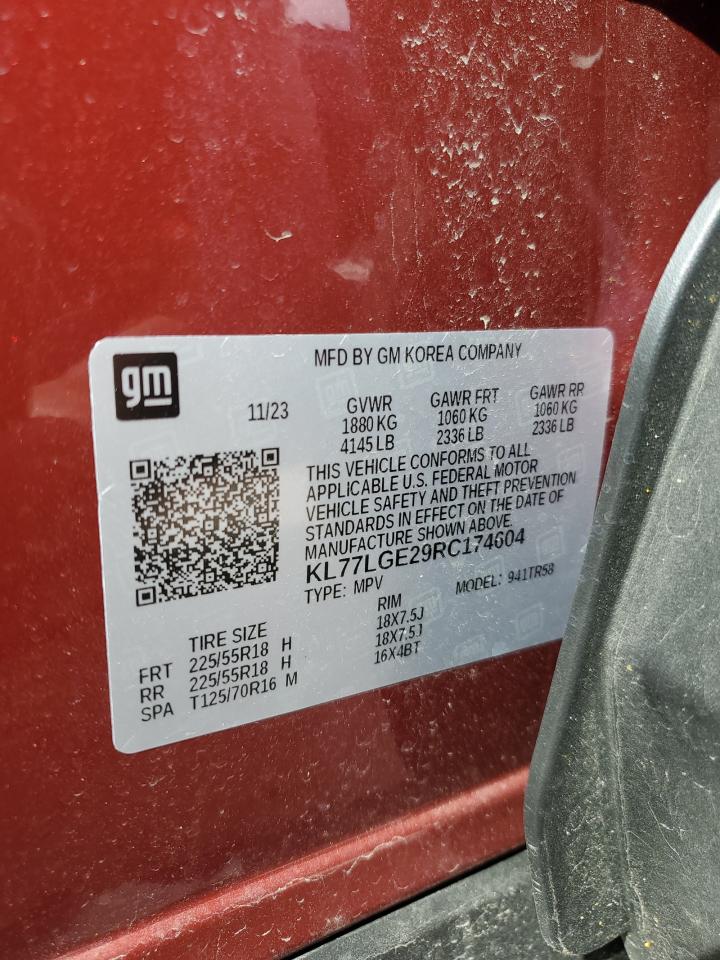 gm
MFD BY GM KOREA COMPANY
11/23
GVWR
1880 KG
4145 LB
GAWR FRT
1060 KG
2336 LB
GAWR RR
1060 KG
2336 LB
THIS VEHICLE CONFORMS TO ALL
APPLICABLE U.S. FEDERAL MOTOR
VEHICLE SAFETY AND THEFT PREVENTION
STANDARDS IN EFFECT ON THE DATE OF
MANUFACTURE SHOWN ABOVE.
KL77LGE29RC174604
TYPE: MPV
MODEL: 941TR58
TIRE SIZE
RIM
FRT 225/55R18 H 18X7.5J
RR 225/55R18 H 18X7.5J
SPA T125/70R16 M 16X4BT